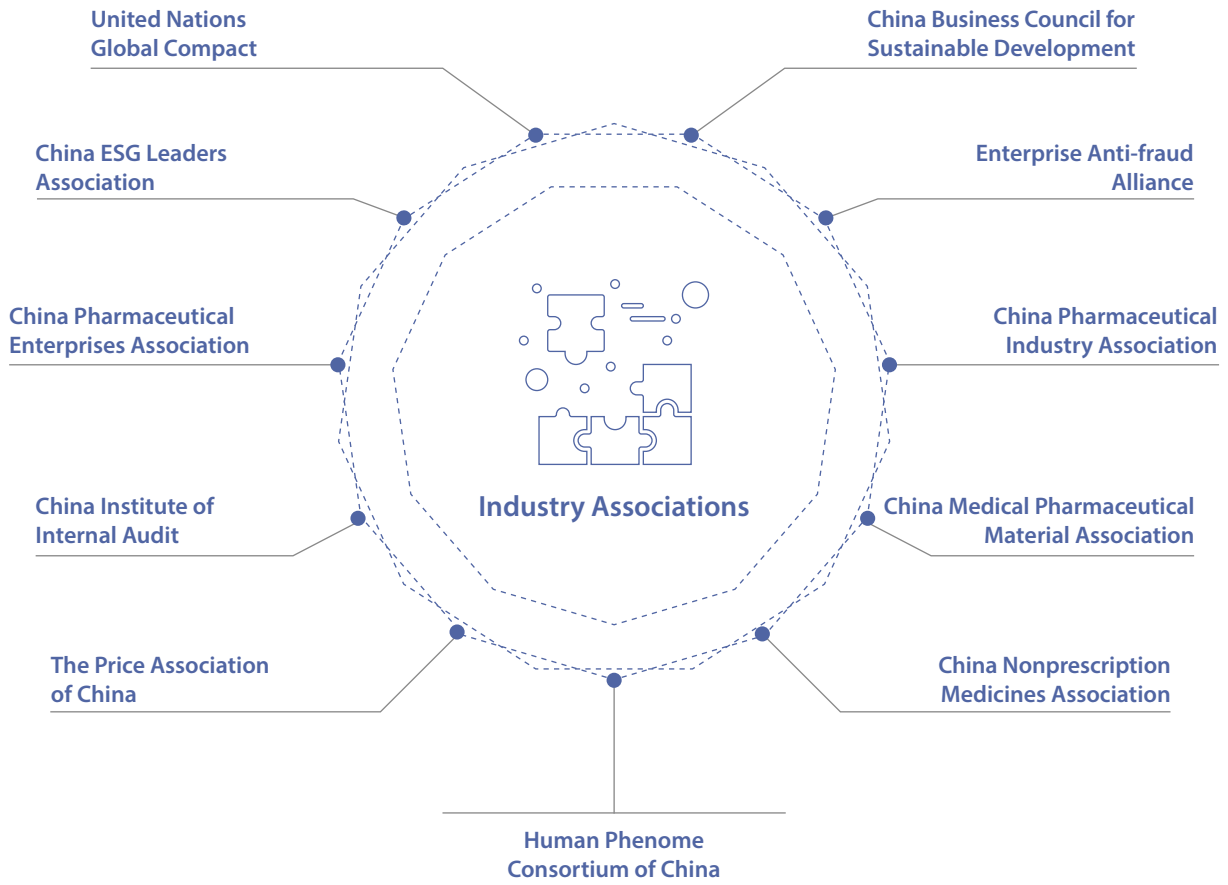 United Nations
Global Compact
China Business Council for
Sustainable Development
China ESG Leaders
Association
Enterprise Anti-fraud
Alliance
China Pharmaceutical
Enterprises Association
China Pharmaceutical
Industry Association
Industry Associations
China Institute of
Internal Audit
China Medical Pharmaceutical
Material Association
The Price Association
of China
China Nonprescription
Medicines Association
Human Phenome
Consortium of China